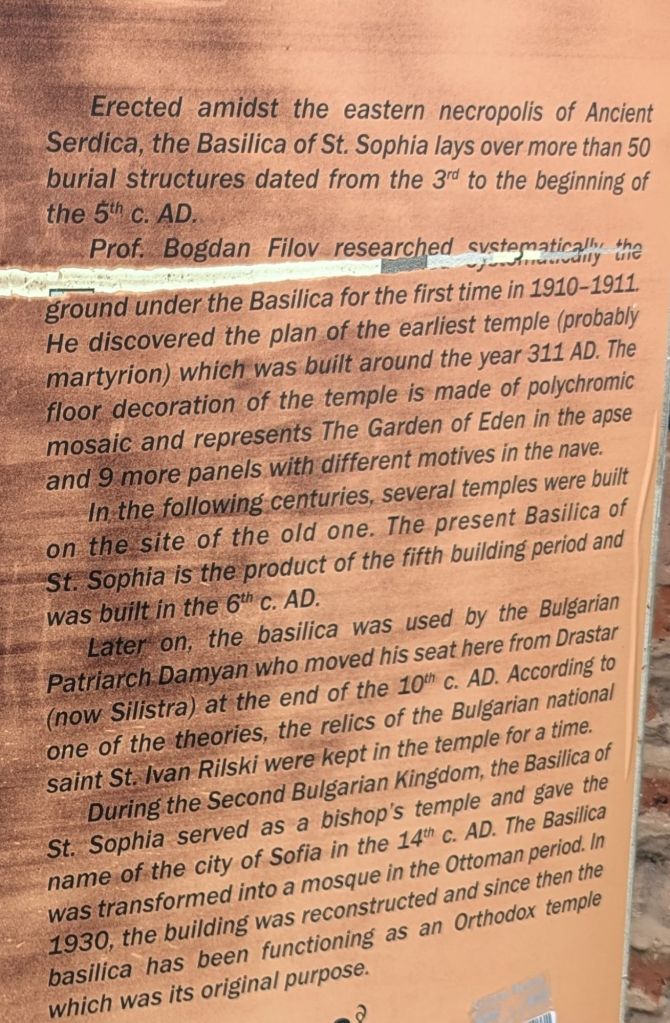 Erected amidst the eastern necropolis of Ancient
Serdica, the Basilica of St. Sophia lays over more than 50
burial structures dated from the 3rd to the beginning of
the 5th c. AD.
Prof. Bogdan Filov researched systematically the
ground under the Basilica for the first time in 1910–1911.
He discovered the plan of the earliest temple (probably
martyrion) which was built around the year 311 AD. The
floor decoration of the temple is made of polychromic
mosaic and represents The Garden of Eden in the apse
and 9 more panels with different motives in the nave.
In the following centuries, several temples were built
on the site of the old one. The present Basilica of
St. Sophia is the product of the fifth building period and
was built in the 6th c. AD.
Later on, the basilica was used by the Bulgarian
Patriarch Damyan who moved his seat here from Drastar
(now Silistra) at the end of the 10th c. AD. According to
one of the theories, the relics of the Bulgarian national
saint St. Ivan Rilski were kept in the temple for a time.
During the Second Bulgarian Kingdom, the Basilica of
St. Sophia served as a bishop's temple and gave the
name of the city of Sofia in the 14th c. AD. The Basilica
was transformed into a mosque in the Ottoman period. In
1930, the building was reconstructed and since then the
basilica has been functioning as an Orthodox temple
which was its original purpose.